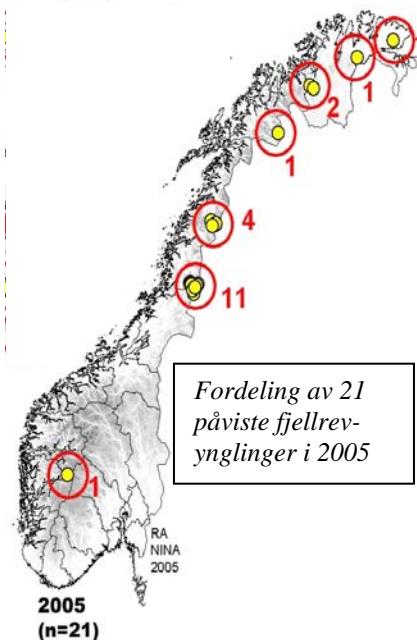 1
2
1
4
11
Fordeling av 21
påviste fjellrev-
ynglinger i 2005
1
RA
NINA
2005
2005
(n=21)